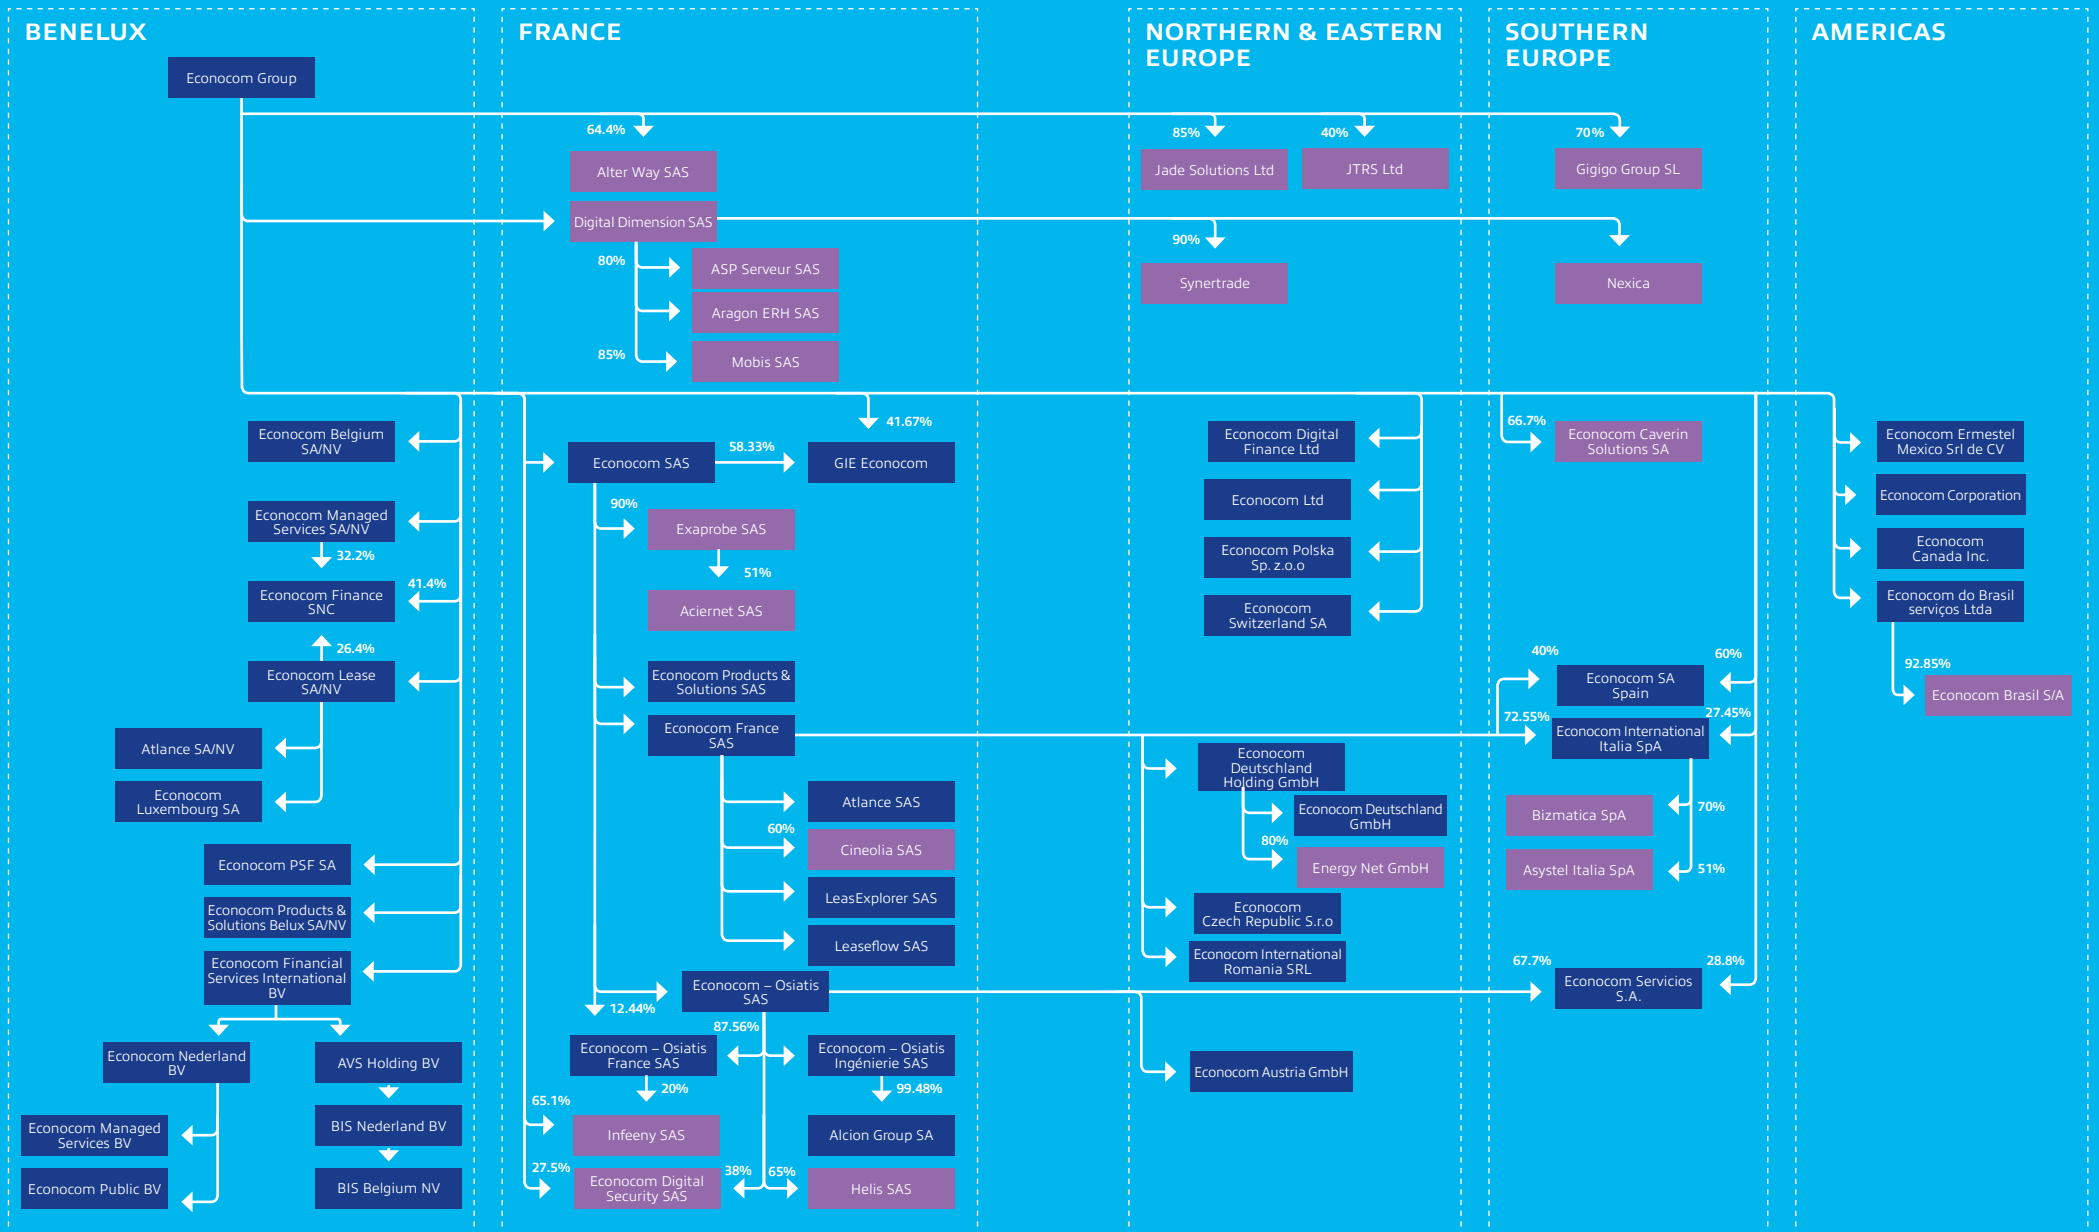 BENELUX
Econocom Group
Econocom Belgium
SA/NV
Econocom Managed
Services SA/NV
32.2%
41.4%
Econocom Finance
SNC
26.4%
Econocom Lease
SA/NV
Atlance SA/NV
Econocom
Luxembourg SA
Econocom PSF SA
Econocom Products &
Solutions Belux SA/NV
Econocom Financial
Services International
BV
Econocom Nederland
BV
AVS Holding BV
Econocom Managed
Services BV
BIS Nederland BV
Econocom Public BV
BIS Belgium NV
FRANCE
64.4%
Alter Way SAS
Digital Dimension SAS
80%
ASP Serveur SAS
Aragon ERH SAS
85%
Mobis SAS
41.67%
Econocom SAS
58.33%
GIE Econocom
90%
Exaprobe SAS
51%
Aciernet SAS
Econocom Products &
Solutions SAS
Econocom France
SAS
Atlance SAS
60%
Cineolia SAS
LeasExplorer SAS
Leaseflow SAS
Econocom – Osiatis
SAS
12.44%
87.56%
Econocom – Osiatis
France SAS
Econocom – Osiatis
Ingénierie SAS
20%
99.48%
65.1%
Infeeny SAS
Alcion Group SA
27.5%
Econocom Digital
Security SAS
38%
65%
Helis SAS
NORTHERN & EASTERN
EUROPE
85%
Jade Solutions Ltd
40%
JTRS Ltd
90%
Synertrade
Econocom Digital
Finance Ltd
Econocom Ltd
Econocom Polska
Sp. z.o.o
Econocom
Switzerland SA
Econocom
Deutschland
Holding GmbH
Econocom Deutschland
GmbH
80%
Energy Net GmbH
Econocom
Czech Republic S.r.o
Econocom International
Romania SRL
Econocom Austria GmbH
SOUTHERN
EUROPE
70%
Gigigo Group SL
Nexica
66.7%
Econocom Caverin
Solutions SA
40%
60%
Econocom SA
Spain
72.55%
27.45%
Econocom International
Italia SpA
Bizmatica SpA
70%
Asystel Italia SpA
51%
67.7%
28.8%
Econocom Servicios
S.A.
AMERICAS
Econocom Ermestel
Mexico Srl de CV
Econocom Corporation
Econocom
Canada Inc.
Econocom do Brasil
serviços Ltda
92.85%
Econocom Brasil S/A